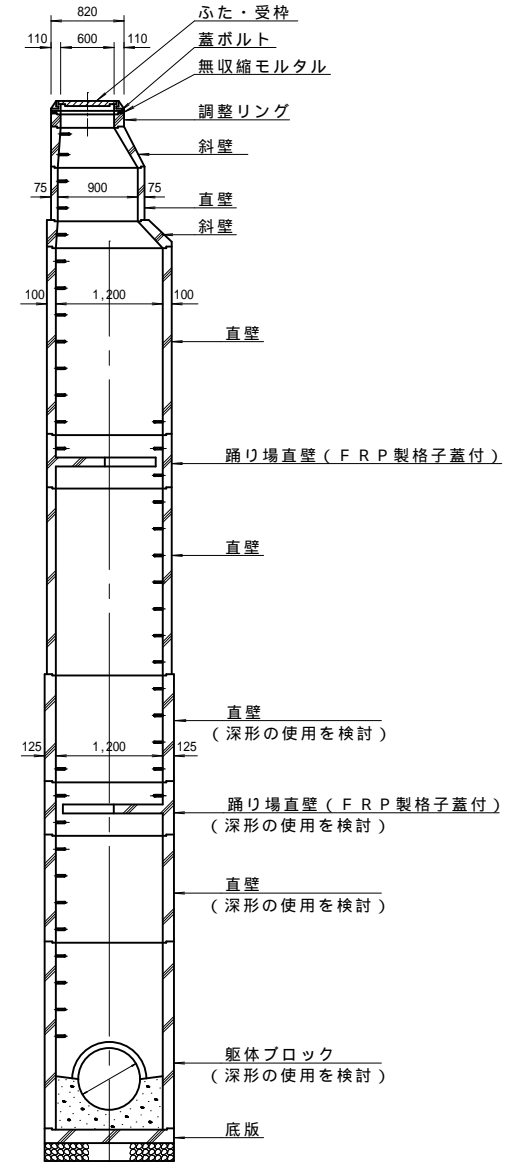 820
110 600 110
ふた・受枠
蓋ボルト
無収縮モルタル
調整リング
斜壁
75 900 75
直壁
斜壁
100 1,200 100
直壁
踊り場直壁(FRP製格子蓋付)
直壁
直壁
(深形の使用を検討)
125 1,200 125
踊り場直壁(FRP製格子蓋付)
(深形の使用を検討)
直壁
(深形の使用を検討)
躯体ブロック
(深形の使用を検討)
底版